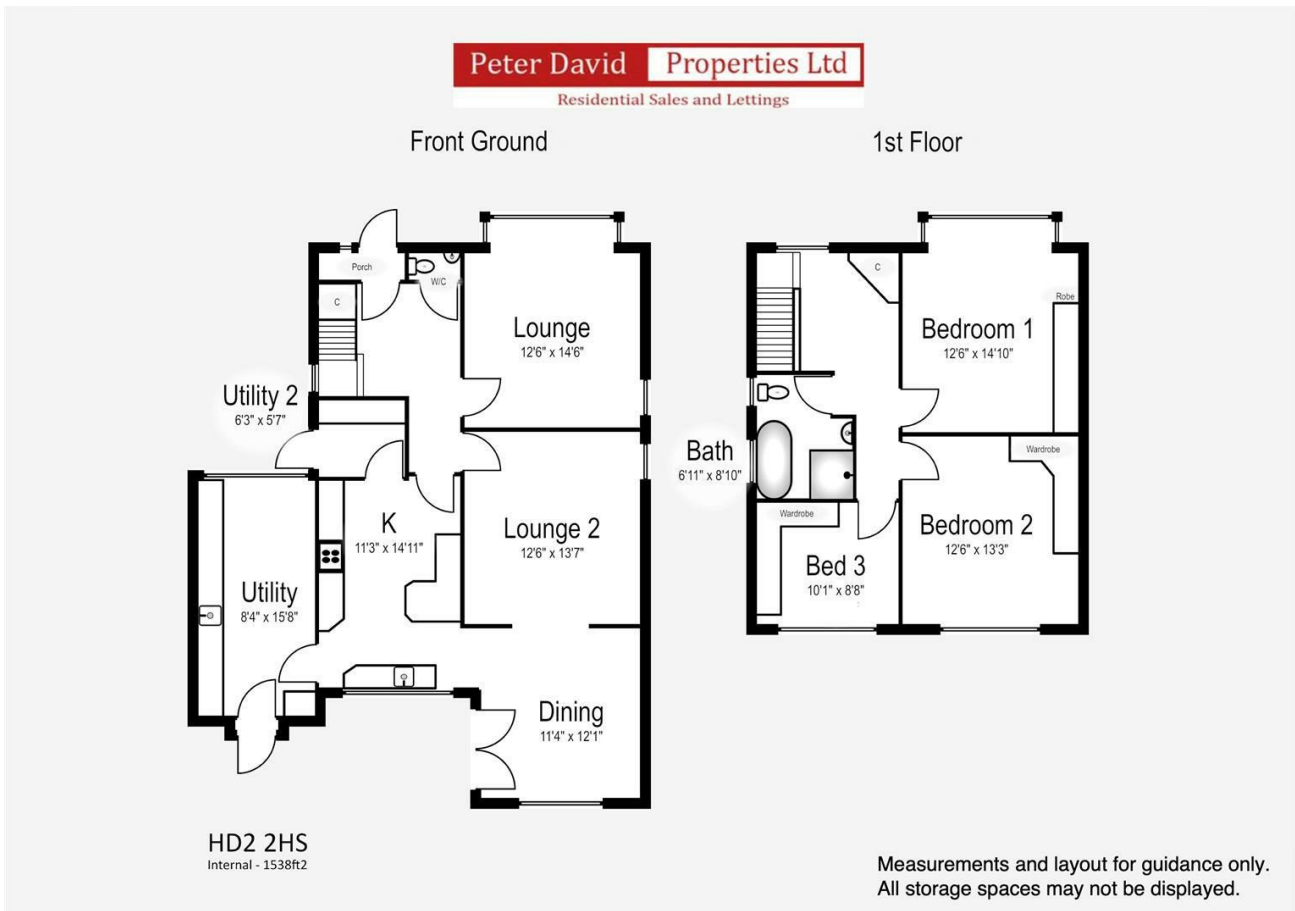 Peter David Properties Ltd
Residential Sales and Lettings
Front Ground
1st Floor
Porch
W/C
C
Lounge
12'6" x 14'6"
Utility 2
6'3" x 5'7"
K
11'3" x 14'11"
Lounge 2
12'6" x 13'7"
Utility
8'4" x 15'8"
Dining
11'4" x 12'1"
C
Robe
Bedroom 1
12'6" x 14'10"
Bath
6'11" x 8'10"
Wardrobe
Bedroom 2
12'6" x 13'3"
Wardrobe
Bed 3
10'1" x 8'8"
HD2 2HS
Internal - 1538ft2
Measurements and layout for guidance only.
All storage spaces may not be displayed.